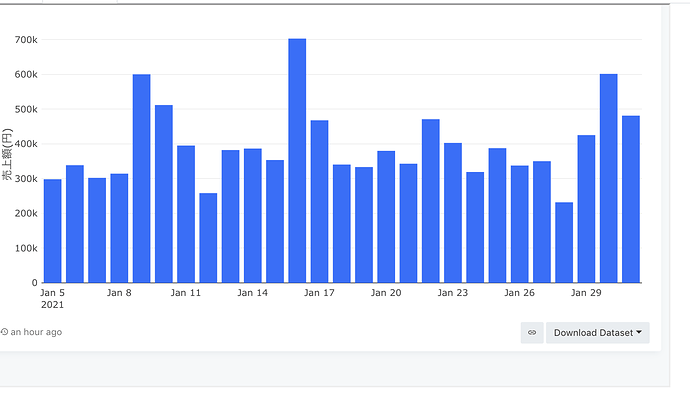 700k
600k
500k
400k
300k
200k
100k
0
売上額(円)
Jan 5 Jan 8 Jan 11 Jan 14 Jan 17 Jan 20 Jan 23 Jan 26 Jan 29
2021
an hour ago Download Dataset